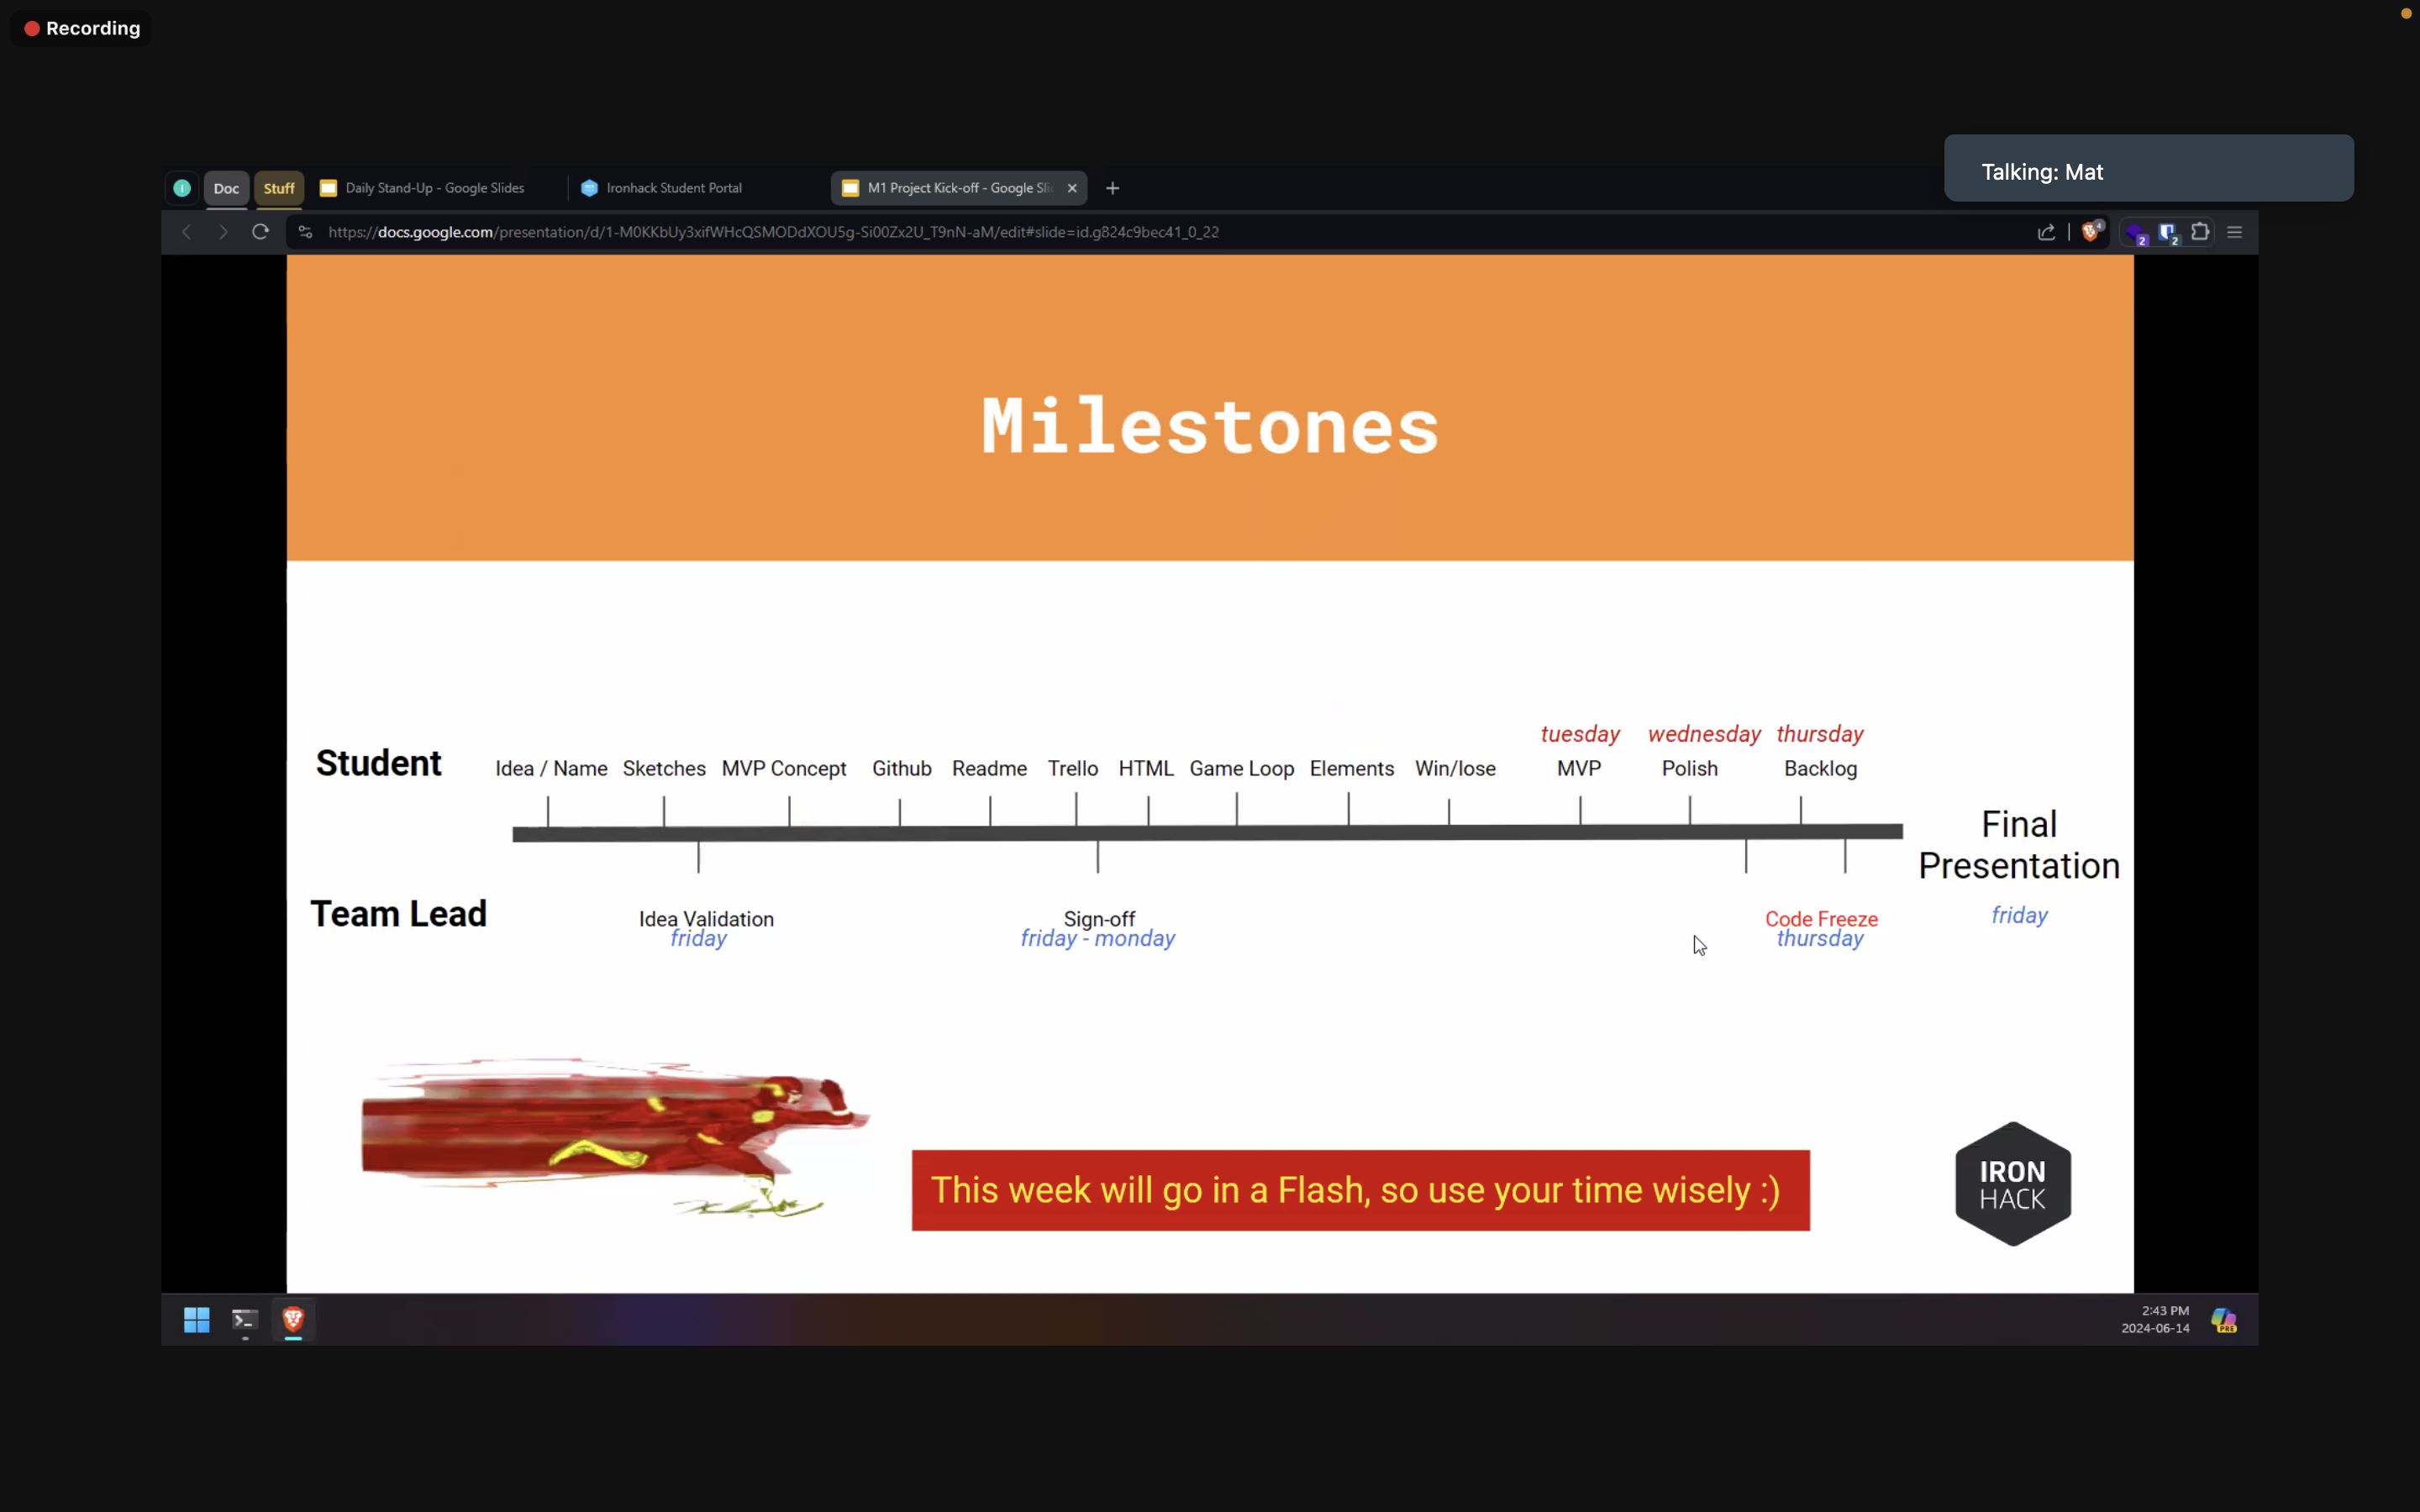 Recording
Talking: Mat
Doc
Stuff
Daily Stand-Up - Google Slides
Ironhack Student Portal
M1 Project Kick-off - Google Sli
https://docs.google.com/presentation/d/1-M0KKbUy3xifWHcQSMODdXOU5g-Si00Zx2U_T9nN-aM/edit#slide=id.g824c9bec41_0_22
4
2
2
Milestones
tuesday wednesday thursday
Student Idea / Name Sketches MVP Concept Github Readme Trello HTML Game Loop Elements Win/lose MVP Polish Backlog
Final
Presentation
friday
Team Lead Idea Validation Sign-off Code Freeze
friday friday - monday thursday
This week will go in a Flash, so use your time wisely :)
IRON
HACK
2:43 PM
2024-06-14
PRE